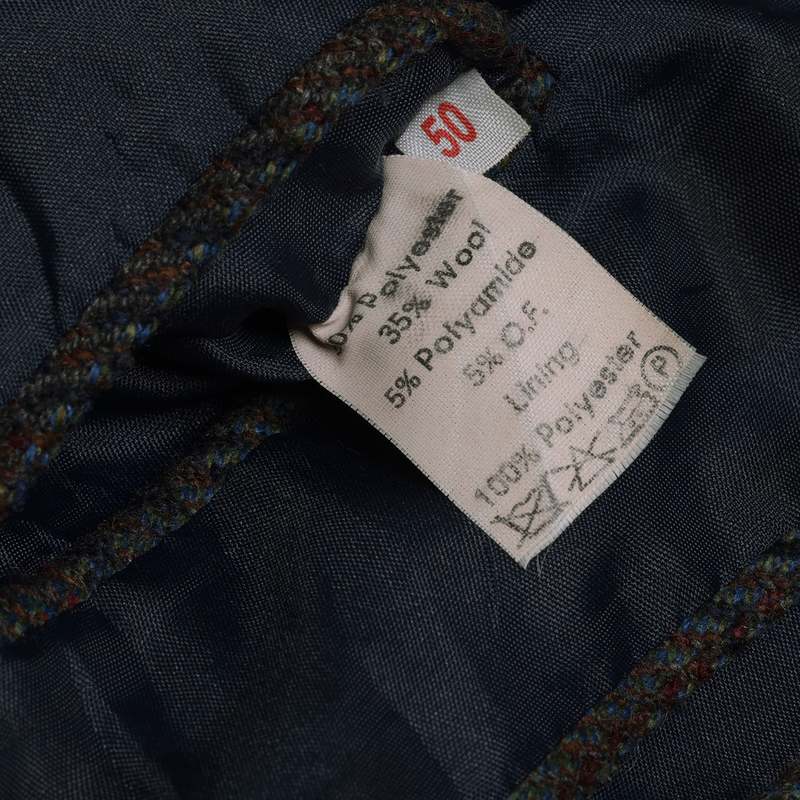 50
% Polyester
35% Wool
5% Polyamide
5% O.F.
Lining
100% Polyester
P